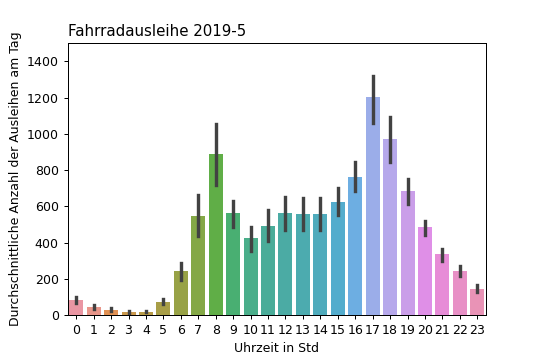 Fahrradausleihe 2019-5
Durchschnittliche Anzahl der Ausleihen am Tag
1400
1200
1000
800
600
400
200
0
0 1 2 3 4 5 6 7 8 9 10 11 12 13 14 15 16 17 18 19 20 21 22 23
Uhrzeit in Std